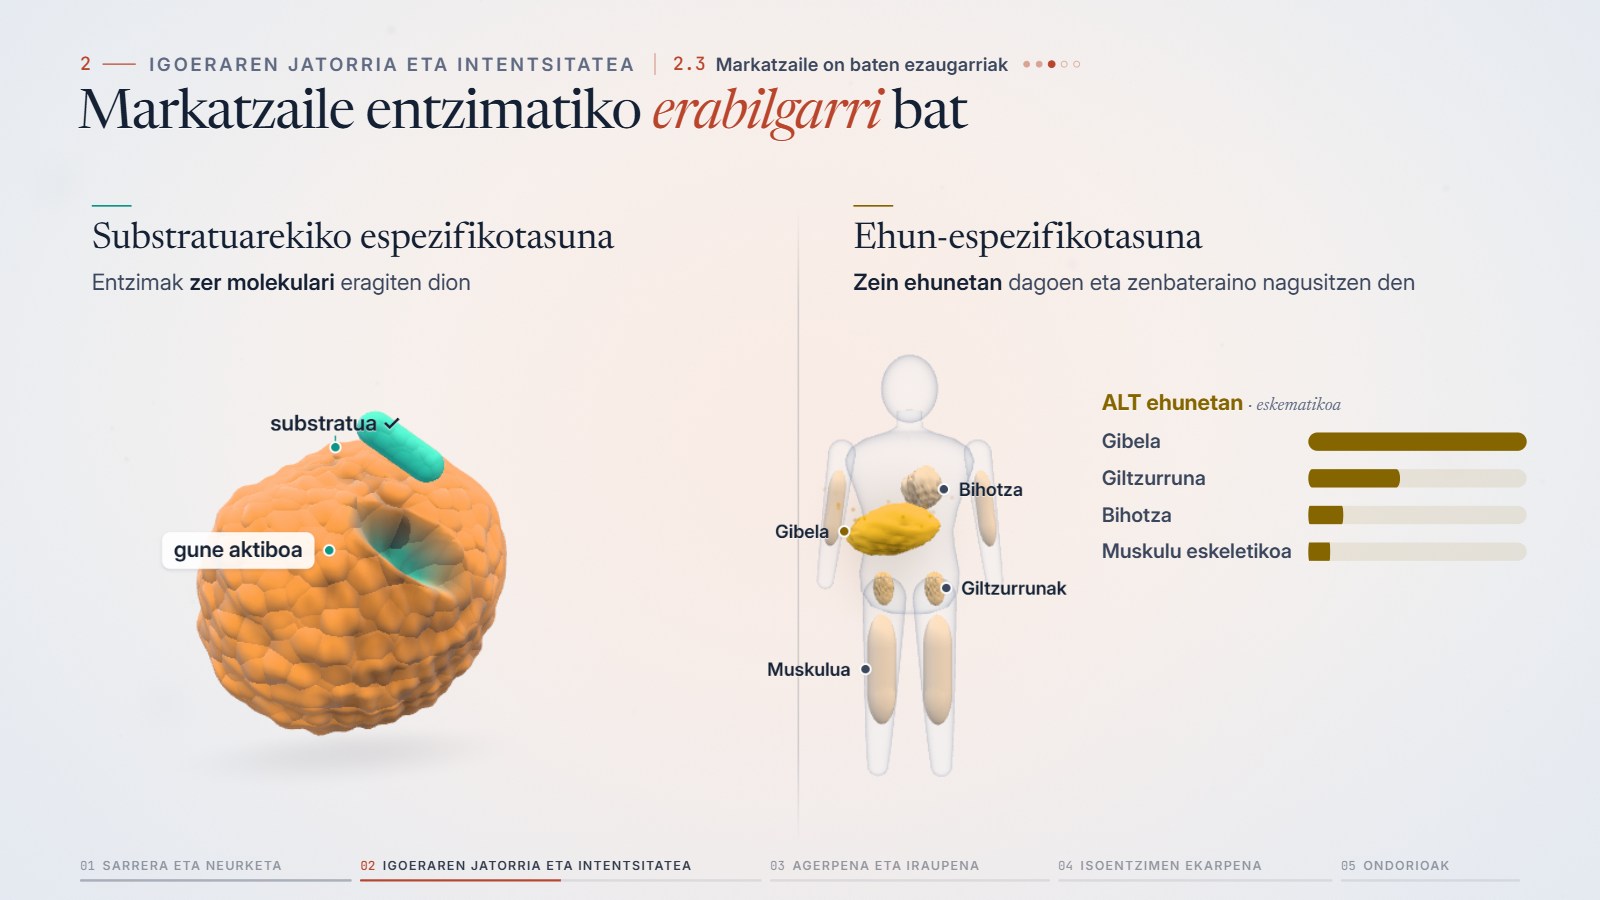 2 — IGOERAREN JATORRIA ETA INTENTSITATEA | 2.3 Markatzaile on baten ezaugarriak
Markatzaile entzimatiko erabilgarri bat
Substratuarekiko espezifikotasuna
Entzimak zer molekulari eragiten dion
substratua ✓
gune aktiboa
Ehun-espezifikotasuna
Zein ehunetan dagoen eta zenbateraino nagusitzen den
Bihotza
Gibela
Giltzurrunak
Muskulua
ALT ehunetan · eskematikoa
Gibela
Giltzurruna
Bihotza
Muskulu eskeletikoa
01 SARRERA ETA NEURKETA
02 IGOERAREN JATORRIA ETA INTENTSITATEA
03 AGERPENA ETA IRAUPENA
04 ISOENTZIMEN EKARPENA
05 ONDORIOAK